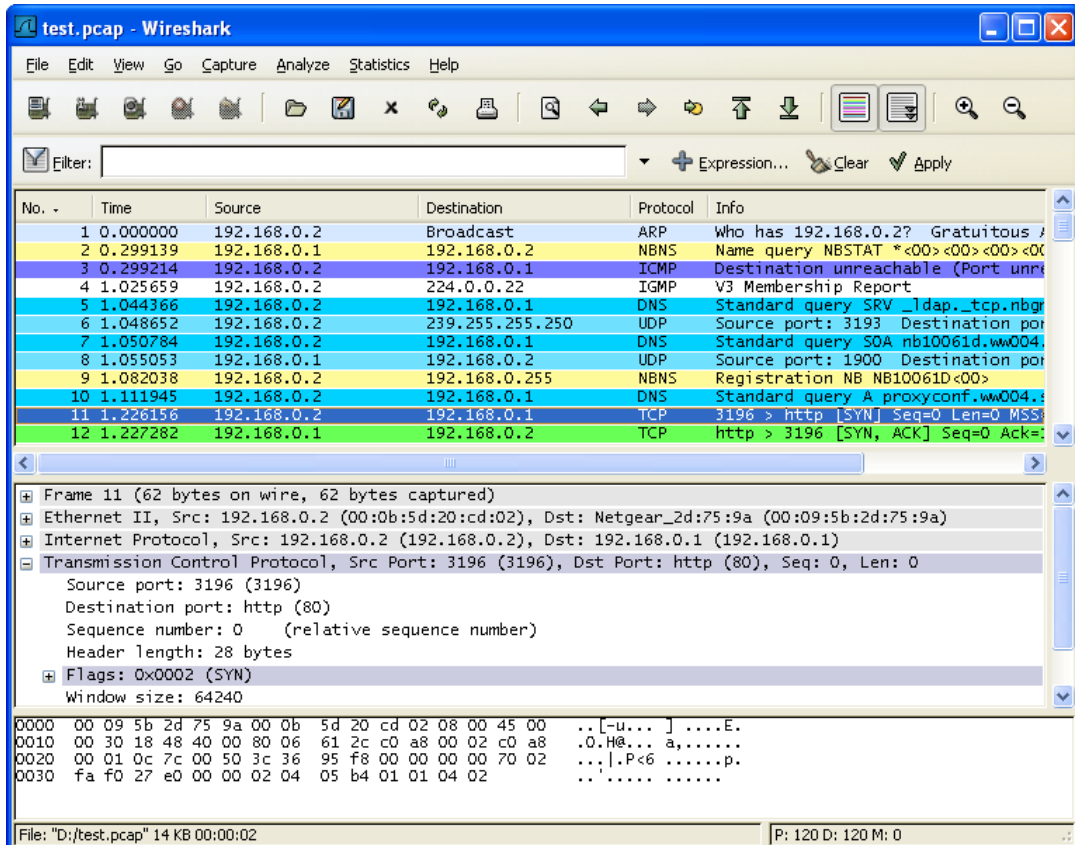 test.pcap - Wireshark
File Edit View Go Capture Analyze Statistics Help
Filter: Expression... Clear Apply
No. Time Source Destination Protocol Info
1 0.000000 192.168.0.2 Broadcast ARP Who has 192.168.0.2? Gratuitous
2 0.299139 192.168.0.1 192.168.0.2 NBNS Name query NBSTAT *<00><00><00><00
3 0.299214 192.168.0.2 192.168.0.1 ICMP Destination unreachable (Port unre
4 1.025659 192.168.0.2 224.0.0.22 IGMP V3 Membership Report
5 1.044366 192.168.0.2 192.168.0.1 DNS Standard query SRV _ldap._tcp.nbgm
6 1.048652 192.168.0.2 239.255.255.250 UDP Source port: 3193 Destination por
7 1.050784 192.168.0.2 192.168.0.1 DNS Standard query SOA nb10061d.ww004.
8 1.055053 192.168.0.1 192.168.0.2 UDP Source port: 1900 Destination por
9 1.082038 192.168.0.2 192.168.0.255 NBNS Registration NB NB10061D<00>
10 1.111945 192.168.0.2 192.168.0.1 DNS Standard query A proxyconf.ww004.s
11 1.226156 192.168.0.2 192.168.0.1 TCP 3196 > http [SYN] Seq=0 Len=0 MSS=
12 1.227282 192.168.0.1 192.168.0.2 TCP http > 3196 [SYN, ACK] Seq=0 Ack=1
Frame 11 (62 bytes on wire, 62 bytes captured)
Ethernet II, Src: 192.168.0.2 (00:0b:5d:20:cd:02), Dst: Netgear_2d:75:9a (00:09:5b:2d:75:9a)
Internet Protocol, Src: 192.168.0.2 (192.168.0.2), Dst: 192.168.0.1 (192.168.0.1)
Transmission Control Protocol, Src Port: 3196 (3196), Dst Port: http (80), Seq: 0, Len: 0
Source port: 3196 (3196)
Destination port: http (80)
Sequence number: 0 (relative sequence number)
Header length: 28 bytes
Flags: 0x0002 (SYN)
Window size: 64240
0000 00 09 5b 2d 75 9a 00 0b 5d 20 cd 02 08 00 45 00 ..[-u... ] ....E.
0010 00 30 18 48 40 00 80 06 61 2c c0 a8 00 02 c0 a8 .0.H@... a,......
0020 00 01 0c 7c 00 50 3c 36 95 f8 00 00 00 00 70 02 ...|.P<6 ......p.
0030 fa f0 27 e0 00 00 02 04 05 b4 01 01 04 02 ..'..... ......
File: "D:/test.pcap" 14 KB 00:00:02 P: 120 D: 120 M: 0